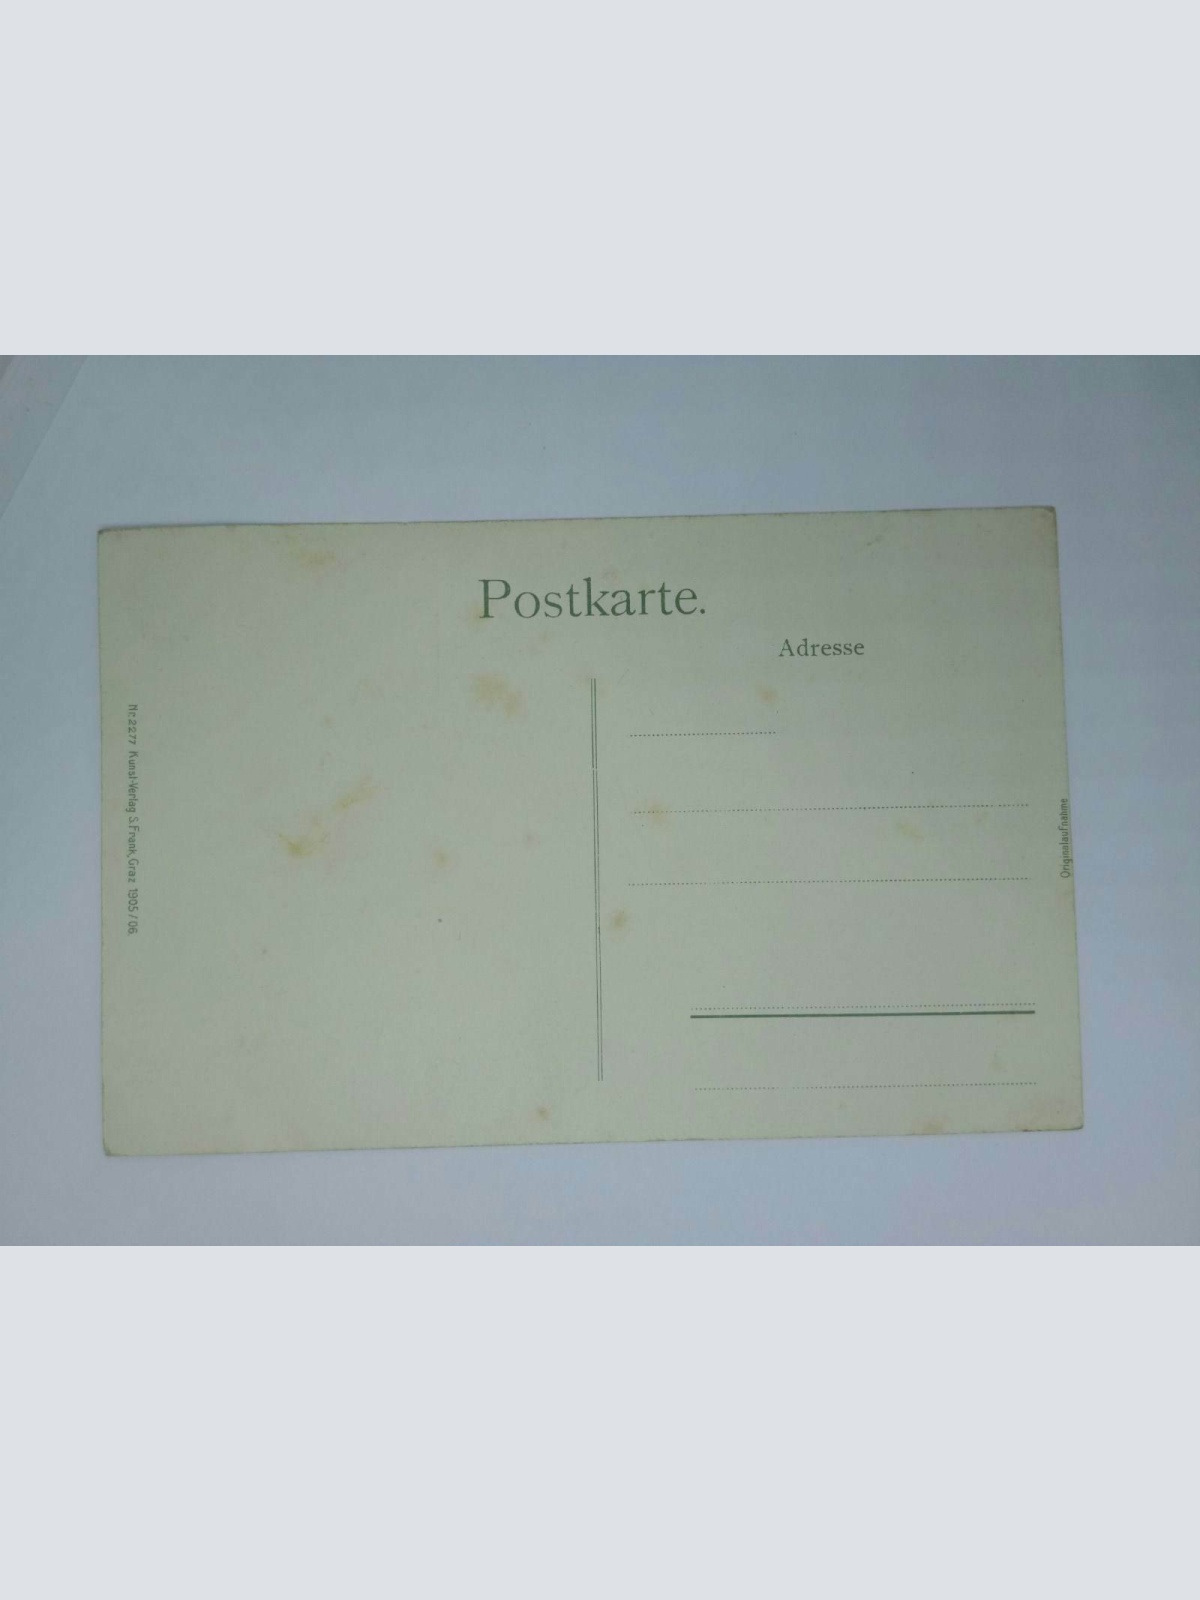 Postkarte.
Adresse
Nr. 2277 Kunst-Verlag S. Frank, Graz 1905/06
Originalaufnahme